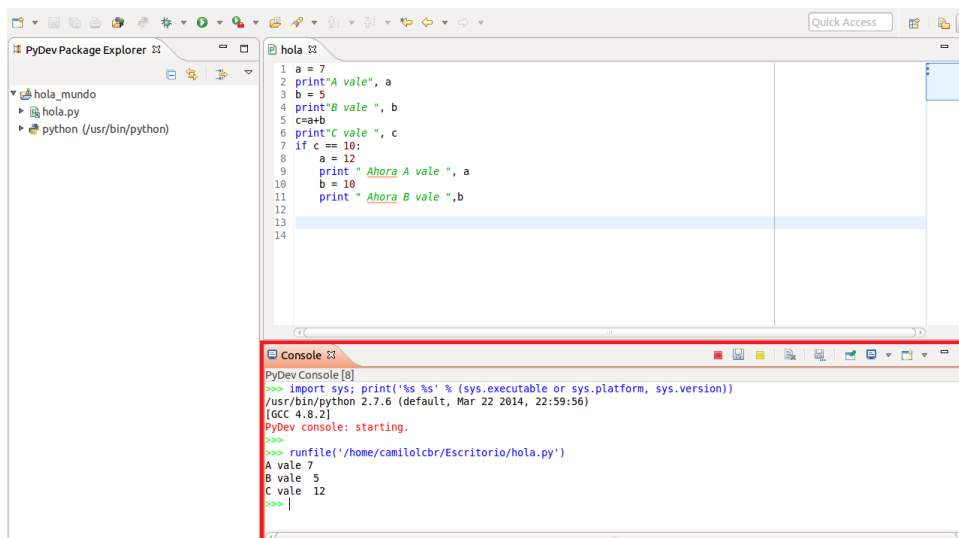 Quick Access
PyDev Package Explorer
hola_mundo
hola.py
python (/usr/bin/python)
hola
1 a = 7
2 print"A vale", a
3 b = 5
4 print"B vale ", b
5 c=a+b
6 print"C vale ", c
7 if c == 10:
8     a = 12
9     print " Ahora A vale ", a
10     b = 10
11     print " Ahora B vale ",b
12
13
14
Console
PyDev Console [8]
>>> import sys; print('%s %s' % (sys.executable or sys.platform, sys.version))
/usr/bin/python 2.7.6 (default, Mar 22 2014, 22:59:56)
[GCC 4.8.2]
PyDev console: starting.
>>>
>>> runfile('/home/camilolcbr/Escritorio/hola.py')
A vale 7
B vale  5
C vale  12
>>>